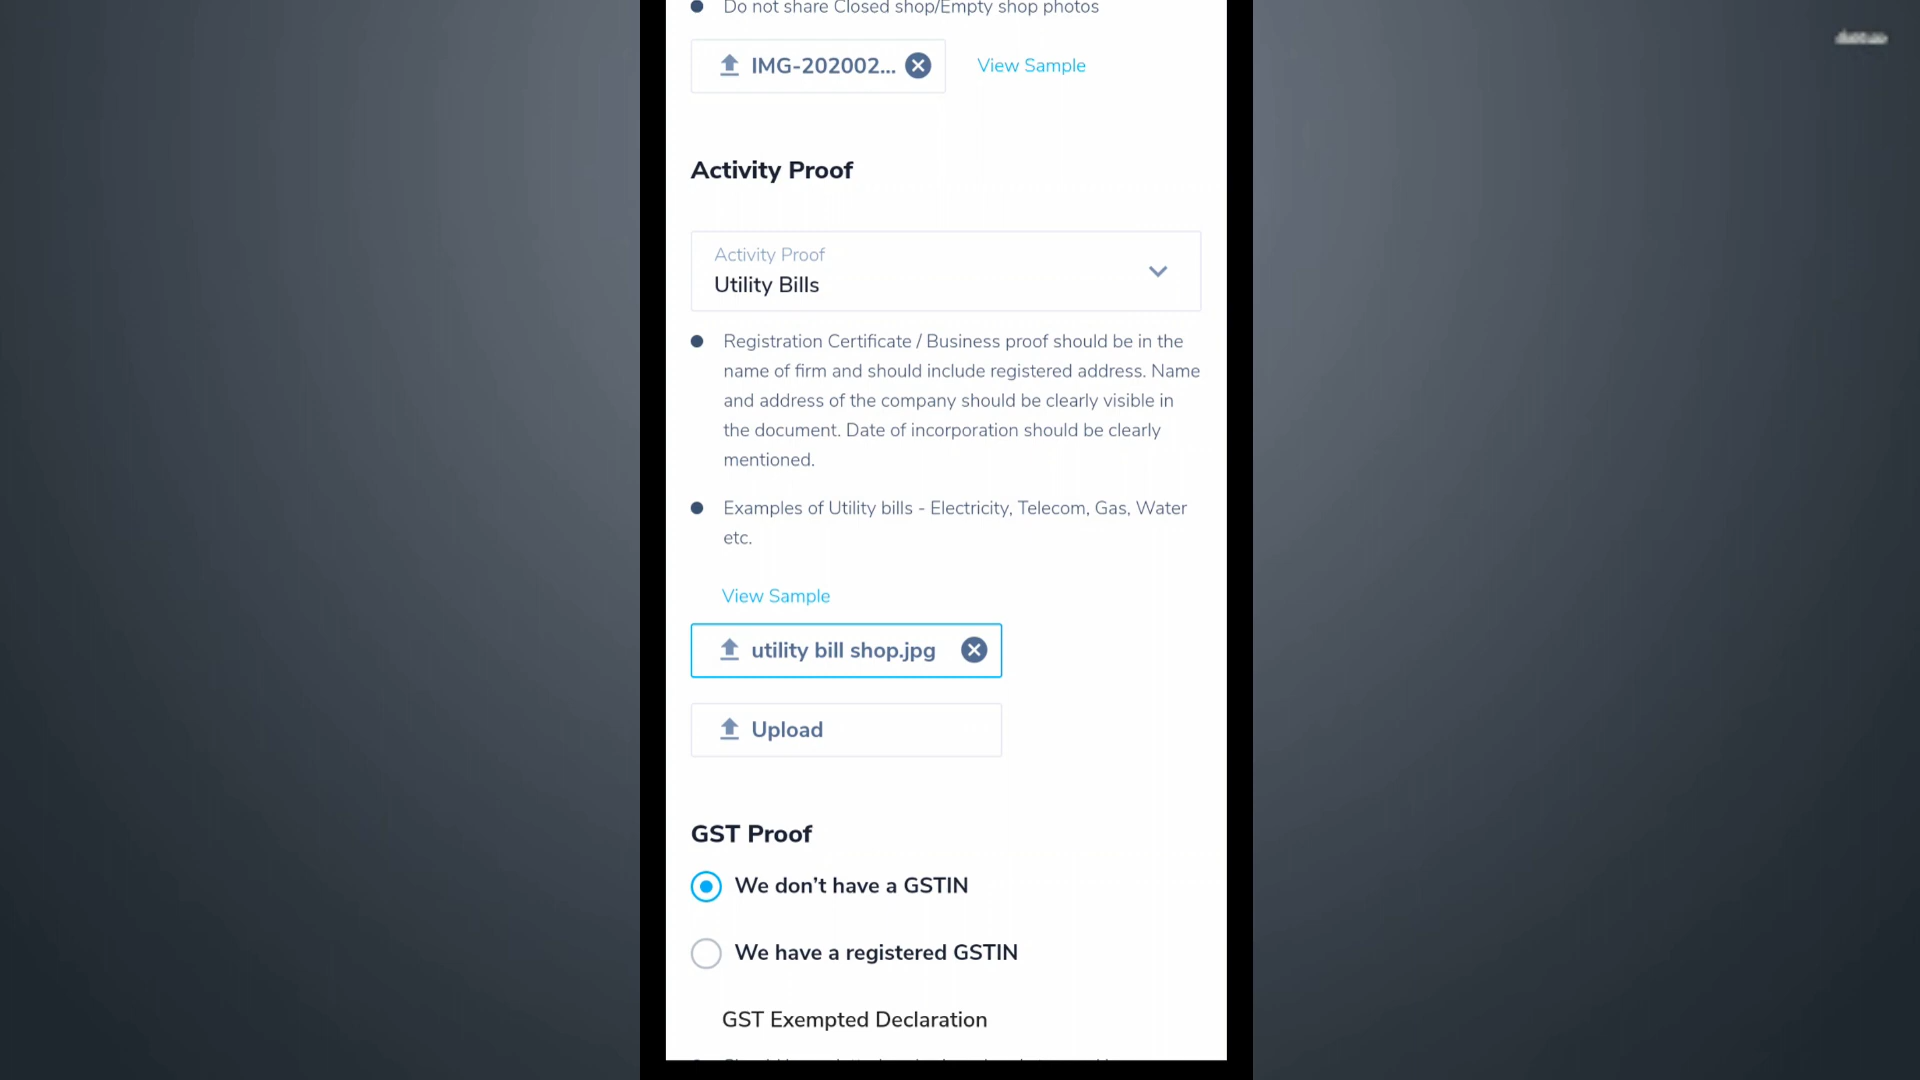 Do not share Closed shop/Empty shop photos
IMG-202002...
View Sample
Activity Proof
Activity Proof
Utility Bills
Registration Certificate / Business proof should be in the
name of firm and should include registered address. Name
and address of the company should be clearly visible in
the document. Date of incorporation should be clearly
mentioned.
Examples of Utility bills - Electricity, Telecom, Gas, Water
etc.
View Sample
utility bill shop.jpg
Upload
GST Proof
We don’t have a GSTIN
We have a registered GSTIN
GST Exempted Declaration